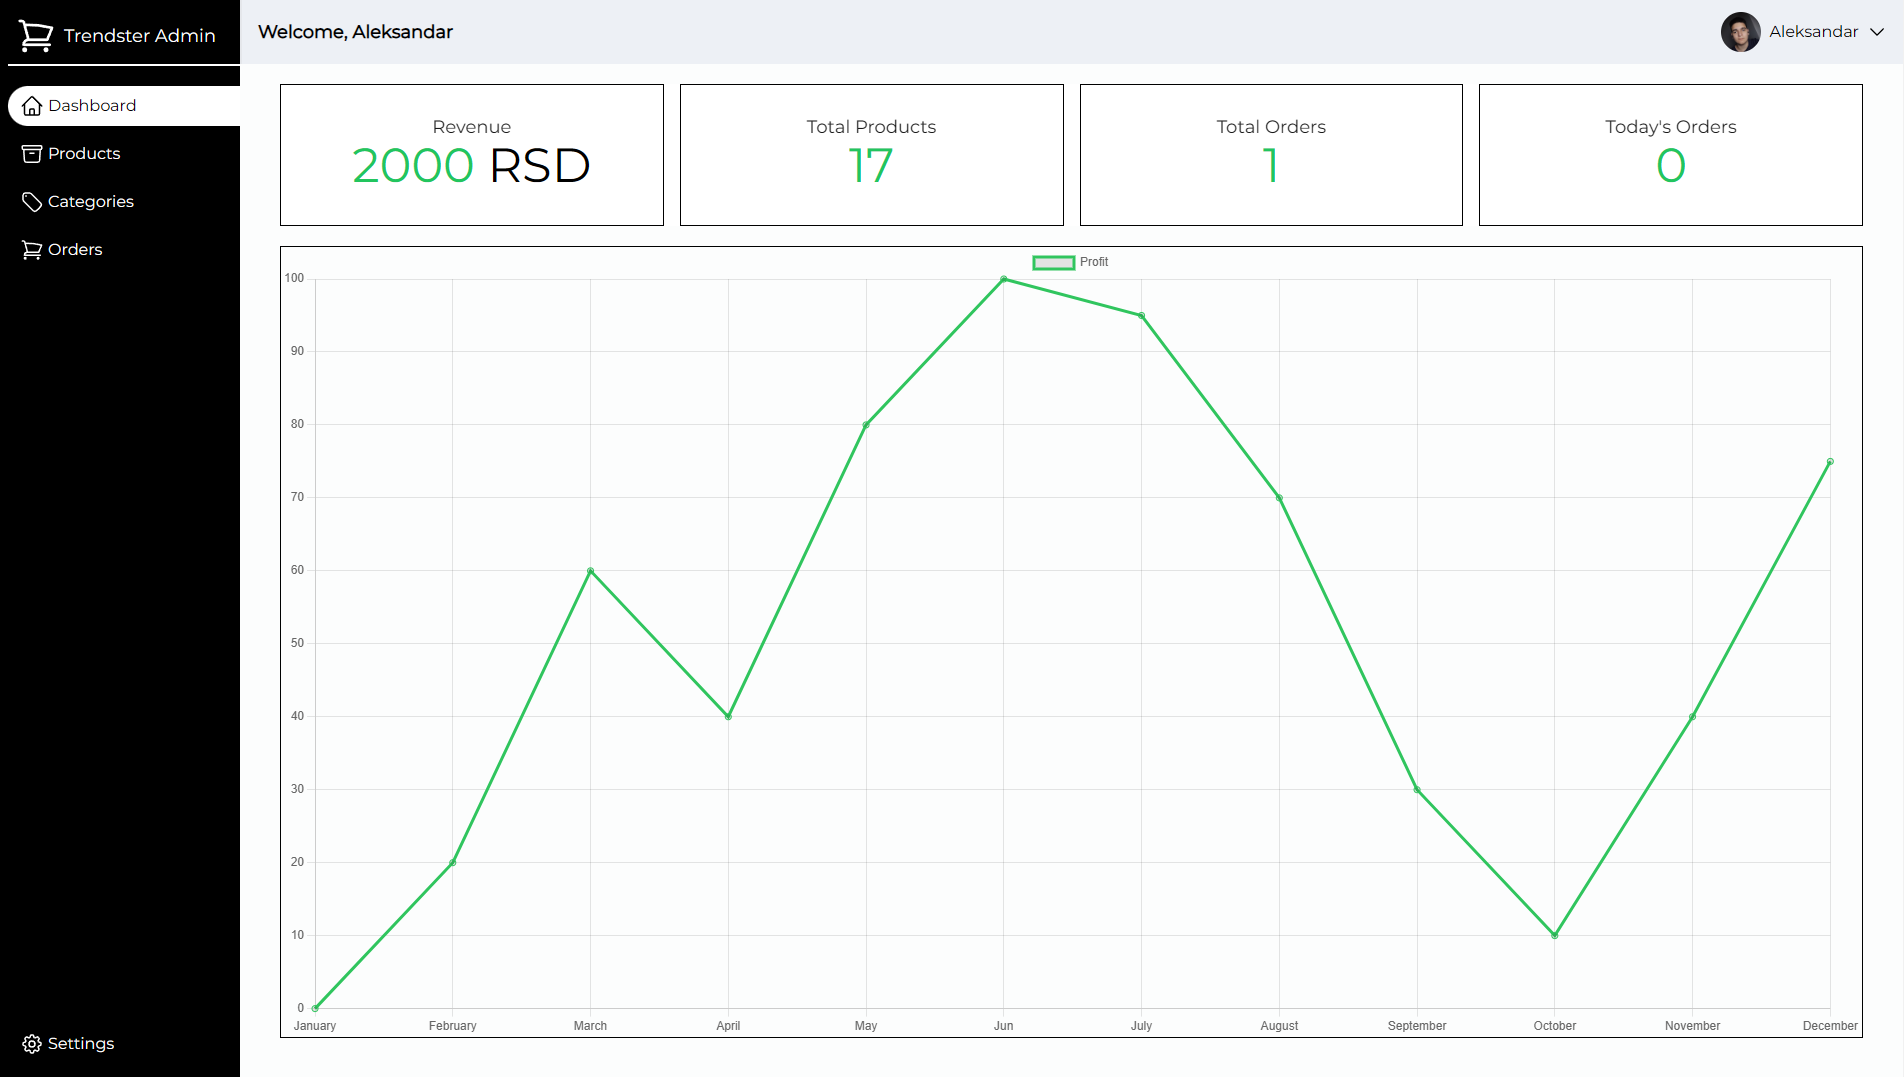 Trendster Admin
Welcome, Aleksandar
Aleksandar
Dashboard
Products
Categories
Orders
Settings
Revenue
2000 RSD
Total Products
17
Total Orders
1
Today's Orders
0
Profit
100
90
80
70
60
50
40
30
20
10
0
January February March April May Jun July August September October November December